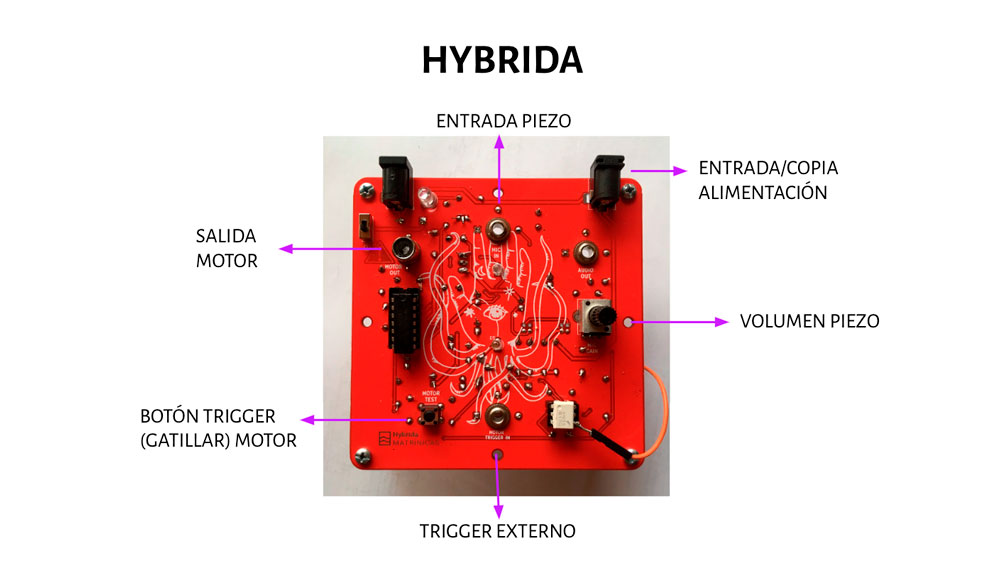 HYBRIDA
ENTRADA PIEZO
ENTRADA/COPIA
ALIMENTACIÓN
SALIDA
MOTOR
MOTOR
OUT
MIC
IN
AUDIO
OUT
VOLUMEN PIEZO
GAIN
MOTOR
TEST
BOTÓN TRIGGER
(GATILLAR) MOTOR
Hybrida
MOTOR
TRIGGER IN
TRIGGER EXTERNO